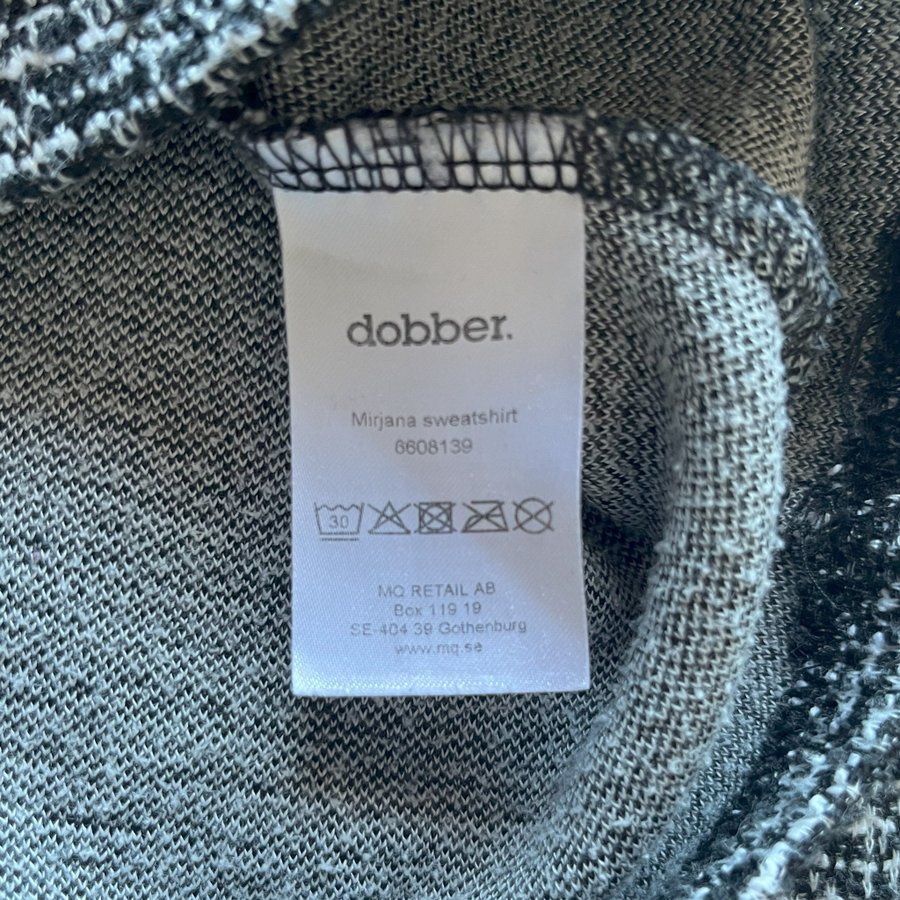 dobber.
Mirjana sweatshirt
6608139
30
MQ RETAIL AB
Box 119 19
SE-404 39 Gothenburg
www.mq.se